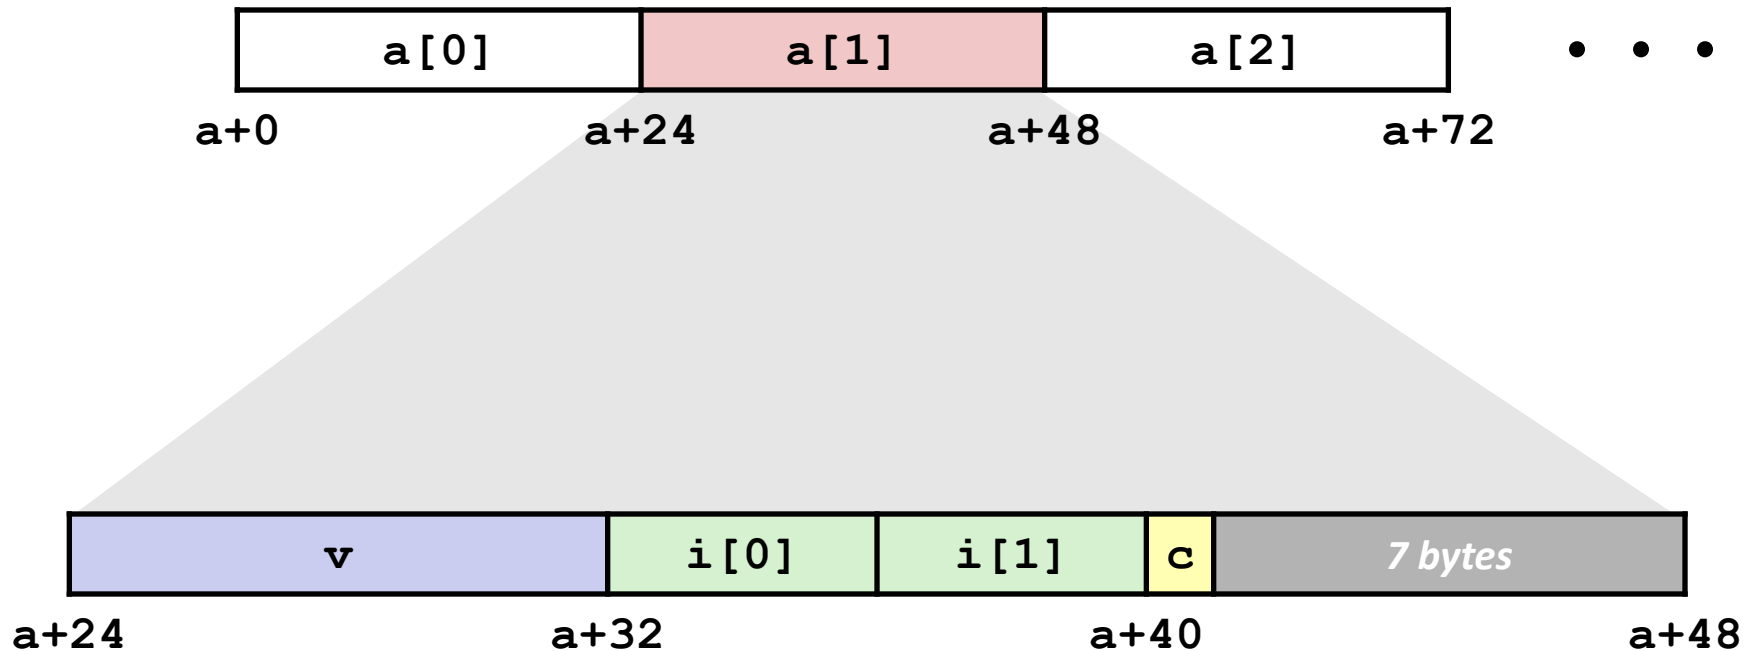 a[0] a[1] a[2] • • •
a+0 a+24 a+48 a+72
v i[0] i[1] c 7 bytes
a+24 a+32 a+40 a+48